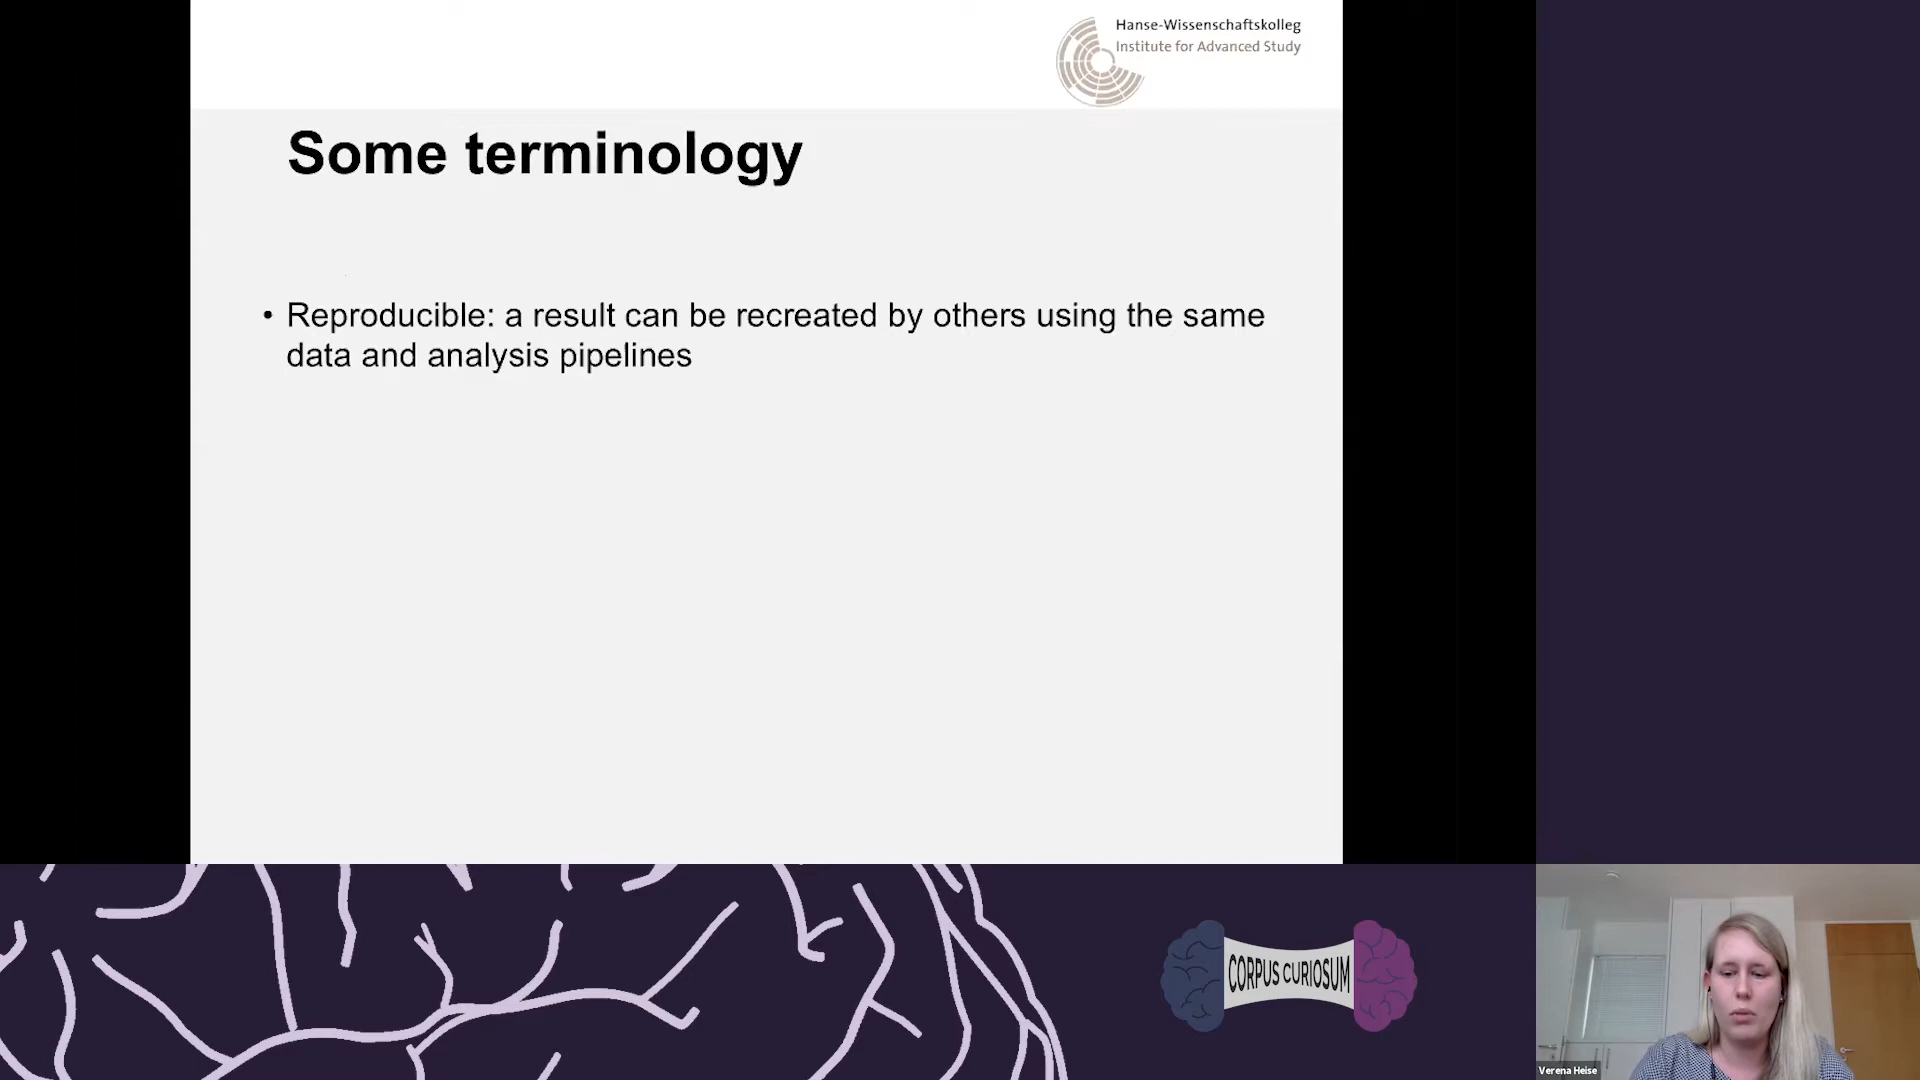 Hanse-Wissenschaftskolleg
Institute for Advanced Study
Some terminology
• Reproducible: a result can be recreated by others using the same
data and analysis pipelines
CORPUS CURIOSUM
Verena Heise